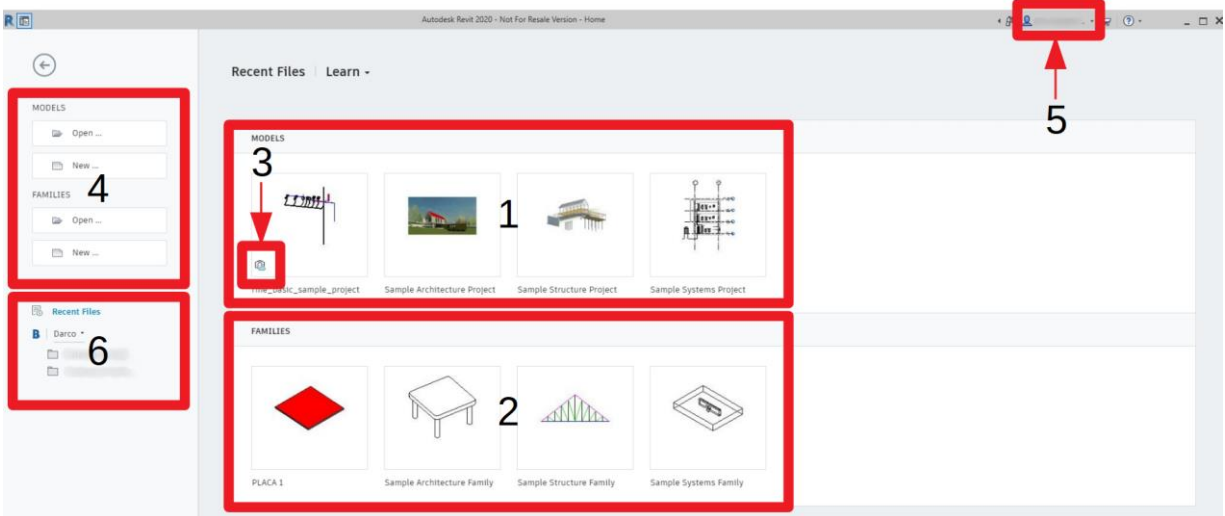 R
Autodesk Revit 2020 - Not For Resale Version - Home
5
Recent Files | Learn
MODELS
Open ...
New ...
4
FAMILIES
Open ...
New ...
Recent Files
B Darco
6
MODELS
3
1
Sample Architecture Project
Sample Structure Project
Sample Systems Project
FAMILIES
2
PLACA 1
Sample Architecture Family
Sample Structure Family
Sample Systems Family